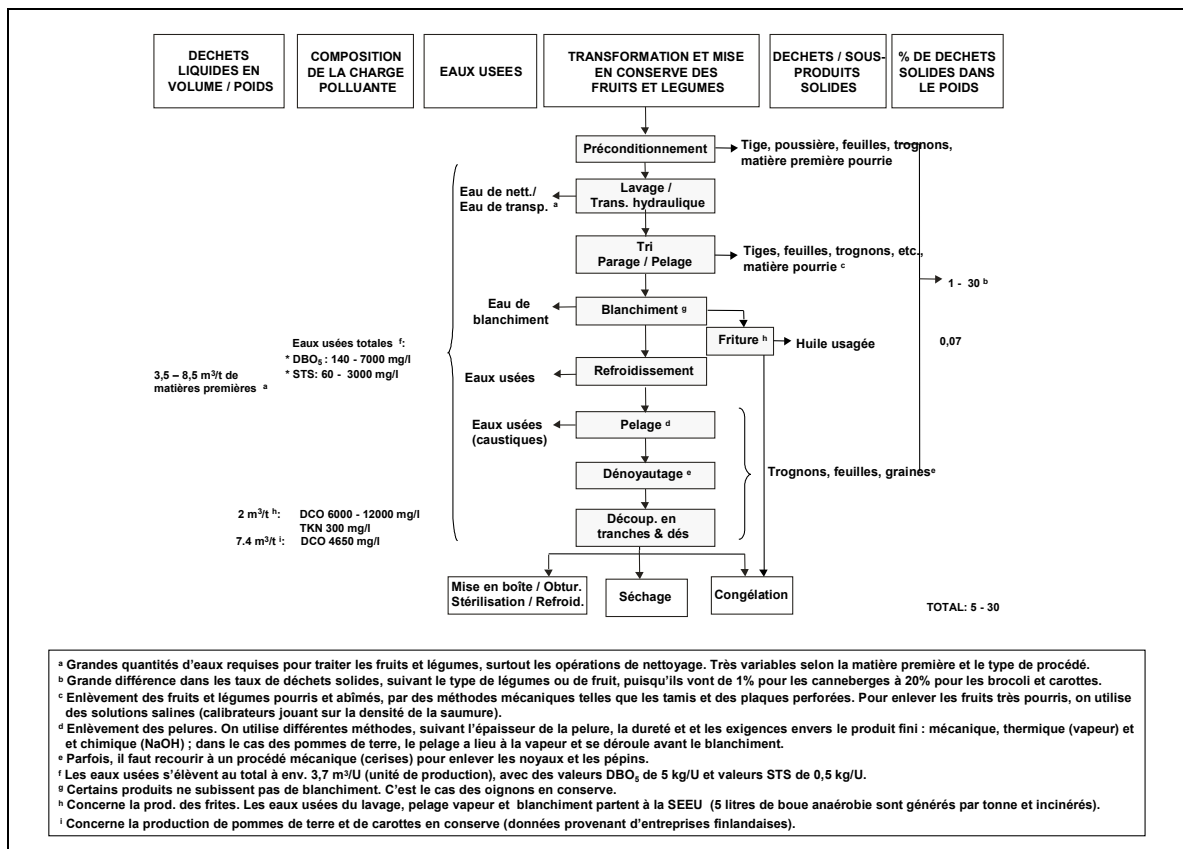 DECHETS
LIQUIDES EN
VOLUME / POIDS
COMPOSITION
DE LA CHARGE
POLLUANTE
EAUX USEES
TRANSFORMATION ET MISE
EN CONSERVE DES
FRUITS ET LEGUMES
DECHETS / SOUS-
PRODUITS
SOLIDES
% DE DECHETS
SOLIDES DANS
LE POIDS
Préconditionnement
Tige, poussière, feuilles, trognons,
matière première pourrie
Eau de nett./
Eau de transp. a
Lavage /
Trans. hydraulique
Tri
Parage / Pelage
Tiges, feuilles, trognons, etc.,
matière pourrie c
1 - 30 b
Eau de
blanchiment
Blanchiment g
Friture h
Huile usagée
0,07
Eaux usées totales f:
* DBO₅ : 140 - 7000 mg/l
* STS: 60 - 3000 mg/l
3,5 – 8,5 m³/t de
matières premières a
Eaux usées
Refroidissement
Eaux usées
(caustiques)
Pelage d
Dénoyautage e
Trognons, feuilles, graines e
2 m³/t h: DCO 6000 - 12000 mg/l
TKN 300 mg/l
7.4 m³/t i: DCO 4650 mg/l
Découp. en
tranches & dés
Mise en boîte / Obtur.
Stérilisation / Refroid.
Séchage
Congélation
TOTAL: 5 - 30
a Grandes quantités d'eaux requises pour traiter les fruits et légumes, surtout les opérations de nettoyage. Très variables selon la matière première et le type de procédé.
b Grande différence dans les taux de déchets solides, suivant le type de légumes ou de fruit, puisqu'ils vont de 1% pour les canneberges à 20% pour les brocoli et carottes.
c Enlèvement des fruits et légumes pourris et abîmés, par des méthodes mécaniques telles que les tamis et des plaques perforées. Pour enlever les fruits très pourris, on utilise
des solutions salines (calibrateurs jouant sur la densité de la saumure).
d Enlèvement des pelures. On utilise différentes méthodes, suivant l'épaisseur de la pelure, la dureté et et les exigences envers le produit fini : mécanique, thermique (vapeur) et
et chimique (NaOH) ; dans le cas des pommes de terre, le pelage a lieu à la vapeur et se déroule avant le blanchiment.
e Parfois, il faut recourir à un procédé mécanique (cerises) pour enlever les noyaux et les pépins.
f Les eaux usées s'élèvent au total à env. 3,7 m³/U (unité de production), avec des valeurs DBO₅ de 5 kg/U et valeurs STS de 0,5 kg/U.
g Certains produits ne subissent pas de blanchiment. C'est le cas des oignons en conserve.
h Concerne la prod. des frites. Les eaux usées du lavage, pelage vapeur et blanchiment partent à la SEEU (5 litres de boue anaérobie sont générés par tonne et incinérés).
i Concerne la production de pommes de terre et de carottes en conserve (données provenant d'entreprises finlandaises).